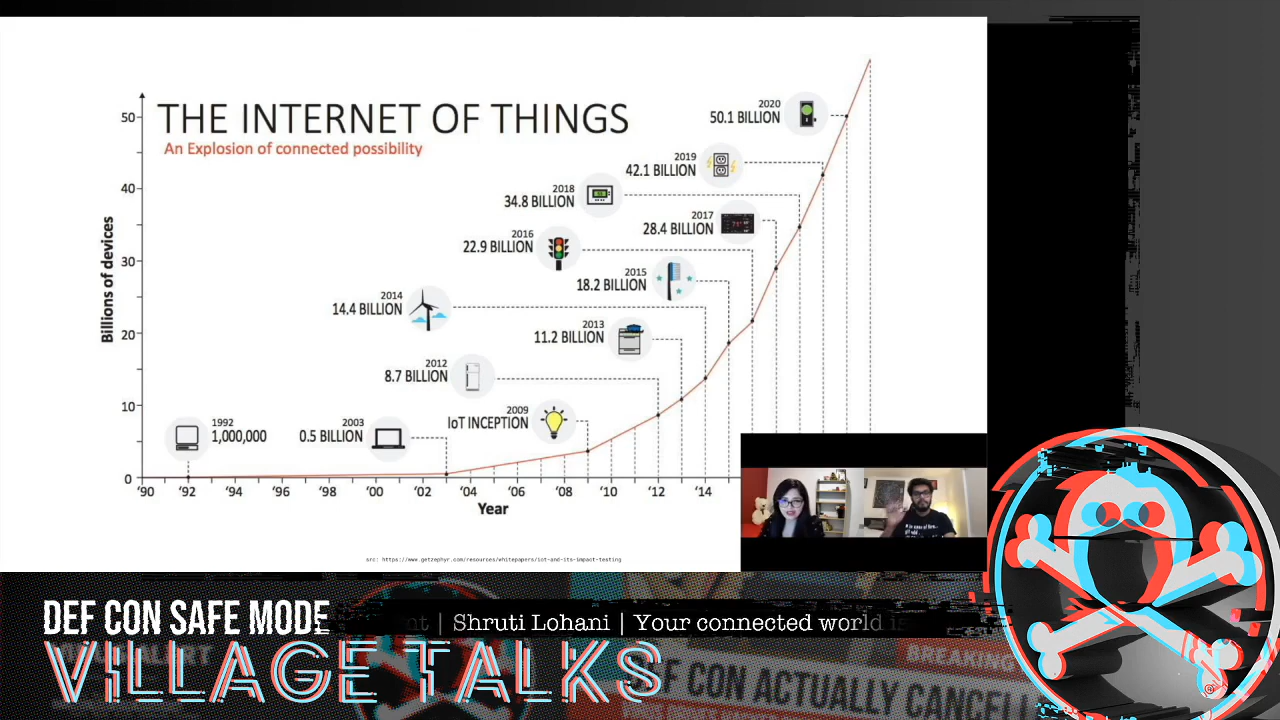 THE INTERNET OF THINGS
An Explosion of connected possibility
Billions of devices
50
40
30
20
10
0
1992
1,000,000
2003
0.5 BILLION
2009
IoT INCEPTION
2012
8.7 BILLION
2013
11.2 BILLION
2014
14.4 BILLION
2015
18.2 BILLION
2016
22.9 BILLION
2017
28.4 BILLION
2018
34.8 BILLION
2019
42.1 BILLION
2020
50.1 BILLION
'90 '92 '94 '96 '98 '00 '02 '04 '06 '08 '10 '12 '14
Year
src: https://www.getzephyr.com/resources/whitepapers/iot-and-its-impact-testing
DEF CON SAFE MODE
nt | Shruti Lohani | Your connected world is
VILLAGE TALKS
BREAKING
DEF CON ACTUALLY CANCELL